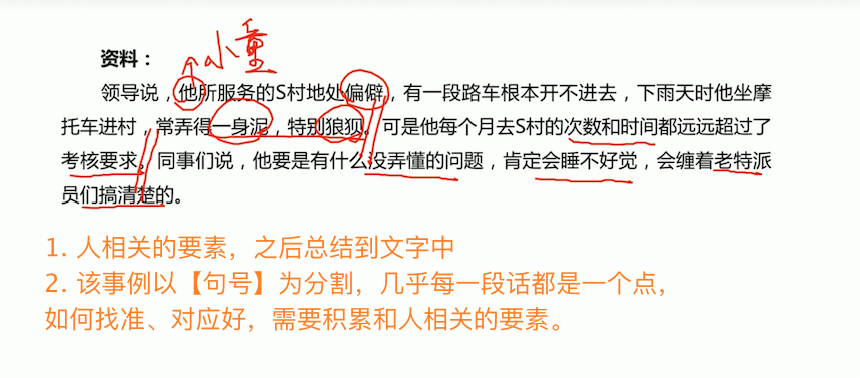 小童
资料：
领导说，他所服务的S村地处偏僻，有一段路车根本开不进去，下雨天时他坐摩
托车进村，常弄得一身泥，特别狼狈。可是他每个月去S村的次数和时间都远远超过了
考核要求。同事们说，他要是有什么没弄懂的问题，肯定会睡不好觉，会缠着老特派
员们搞清楚的。
1. 人相关的要素，之后总结到文字中
2. 该事例以【句号】为分割，几乎每一段话都是一个点，
如何找准、对应好，需要积累和人相关的要素。